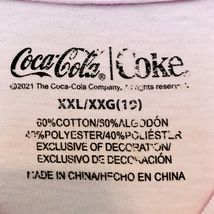 Coca-Cola | Coke
©2021 The Coca-Cola Company. All rights reserv
XXL/XXG(19)
60%COTTON/60%ALGODÓN
40%POLYESTER/40%POLIÉSTER
EXCLUSIVE OF DECORATION/
EXCLUSIVO DE DECORACIÓN
MADE IN CHINA/HECHO EN CHINA